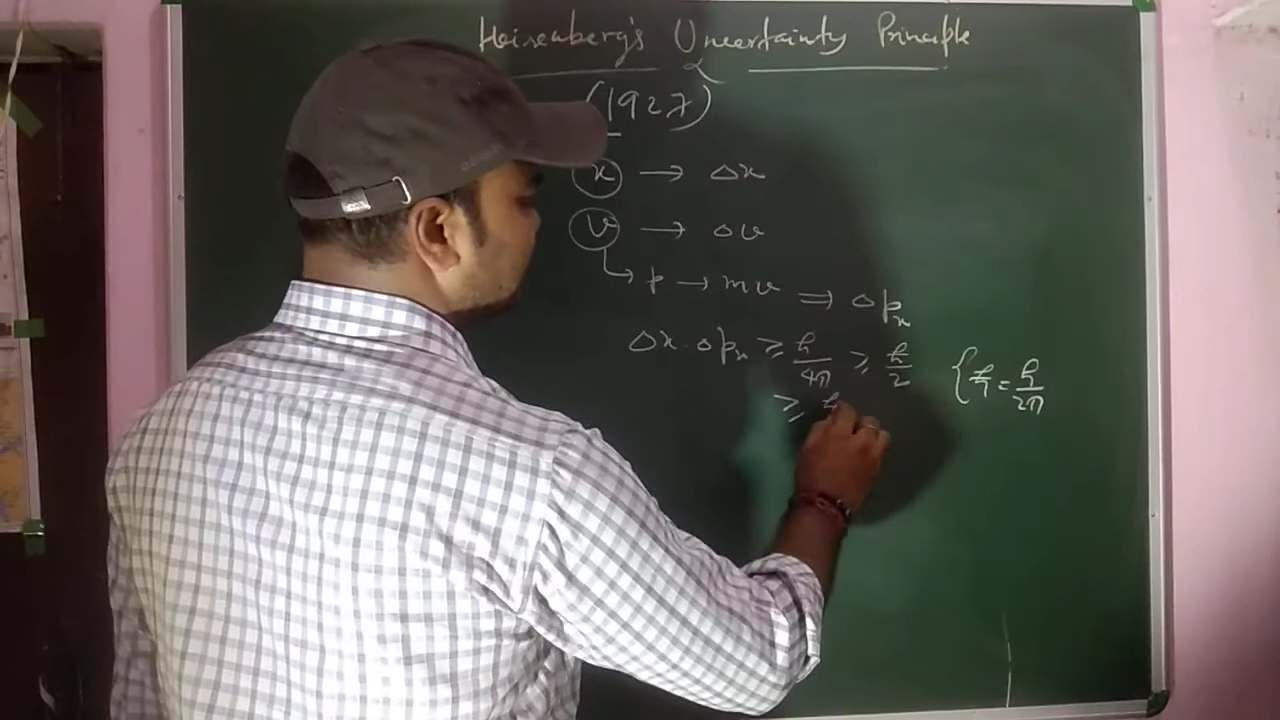 Heisenberg's Uncertainty Principle
(1927)
x → Δx
v → Δv
p → mv ⇒ Δpₓ
Δx · Δpₓ ≥ h/4π ≥ ħ/2 {ħ = h/2π
≥